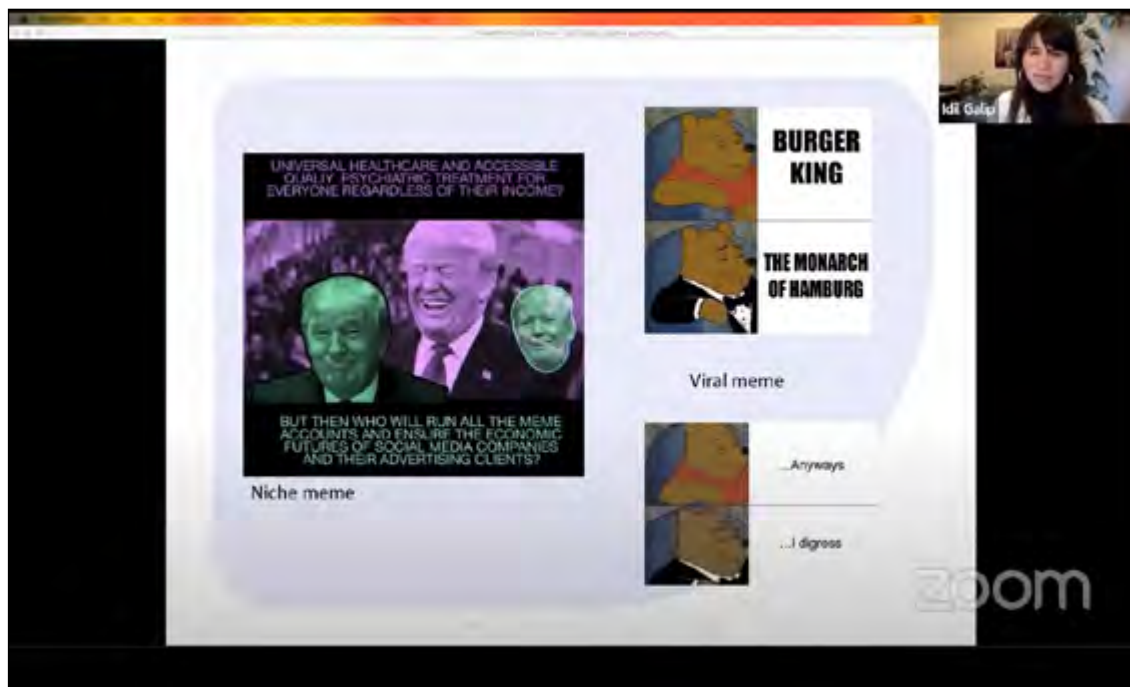 Idil Galip
UNIVERSAL HEALTHCARE AND ACCESSIBLE
QUALIY PSYCHIATRIC TREATMENT FOR
EVERYONE REGARDLESS OF THEIR INCOME?
BUT THEN WHO WILL RUN ALL THE MEME
ACCOUNTS AND ENSURE THE ECONOMIC
FUTURES OF SOCIAL MEDIA COMPANIES
AND THEIR ADVERTISING CLIENTS?
Niche meme
BURGER
KING
THE MONARCH
OF HAMBURG
Viral meme
...Anyways
...I digress
zoom